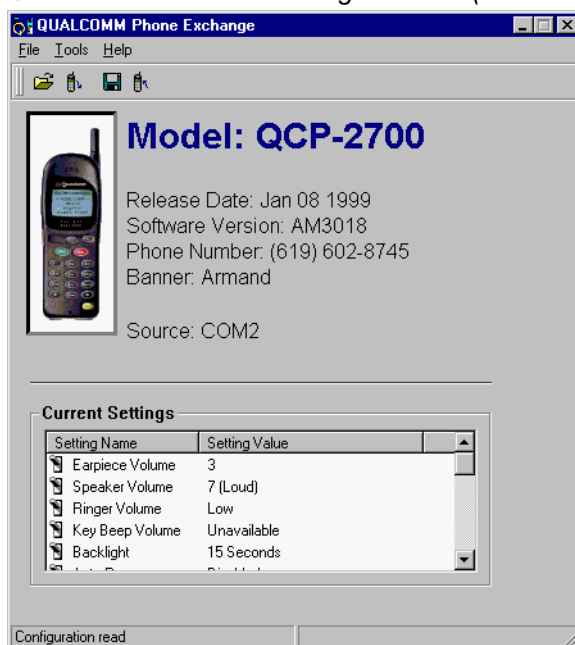 QUALCOMM Phone Exchange
File Tools Help
Model: QCP-2700
Release Date: Jan 08 1999
Software Version: AM3018
Phone Number: (619) 602-8745
Banner: Armand
Source: COM2
Current Settings
Setting Name Setting Value
Earpiece Volume 3
Speaker Volume 7 (Loud)
Ringer Volume Low
Key Beep Volume Unavailable
Backlight 15 Seconds
Configuration read